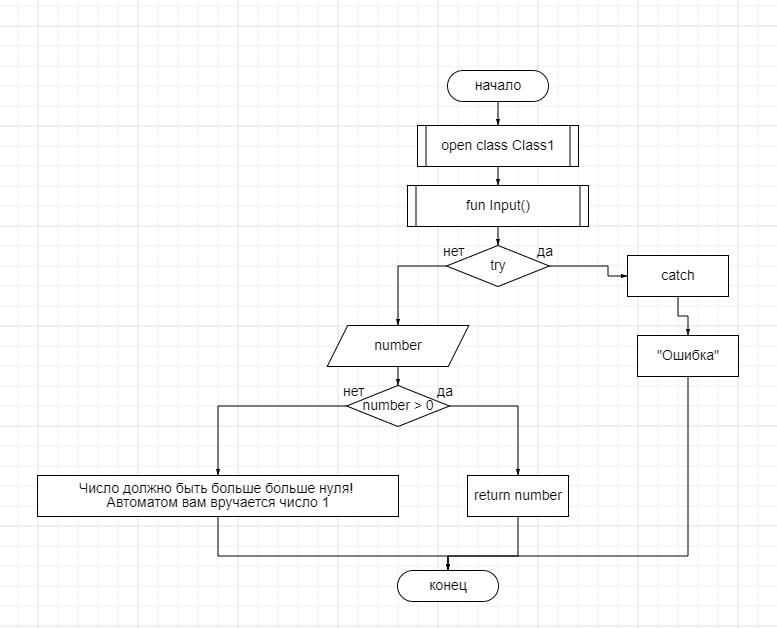 начало
open class Class1
fun Input()
нет
да
try
catch
number
"Ошибка"
нет
да
number > 0
Число должно быть больше больше нуля!
Автоматом вам вручается число 1
return number
конец